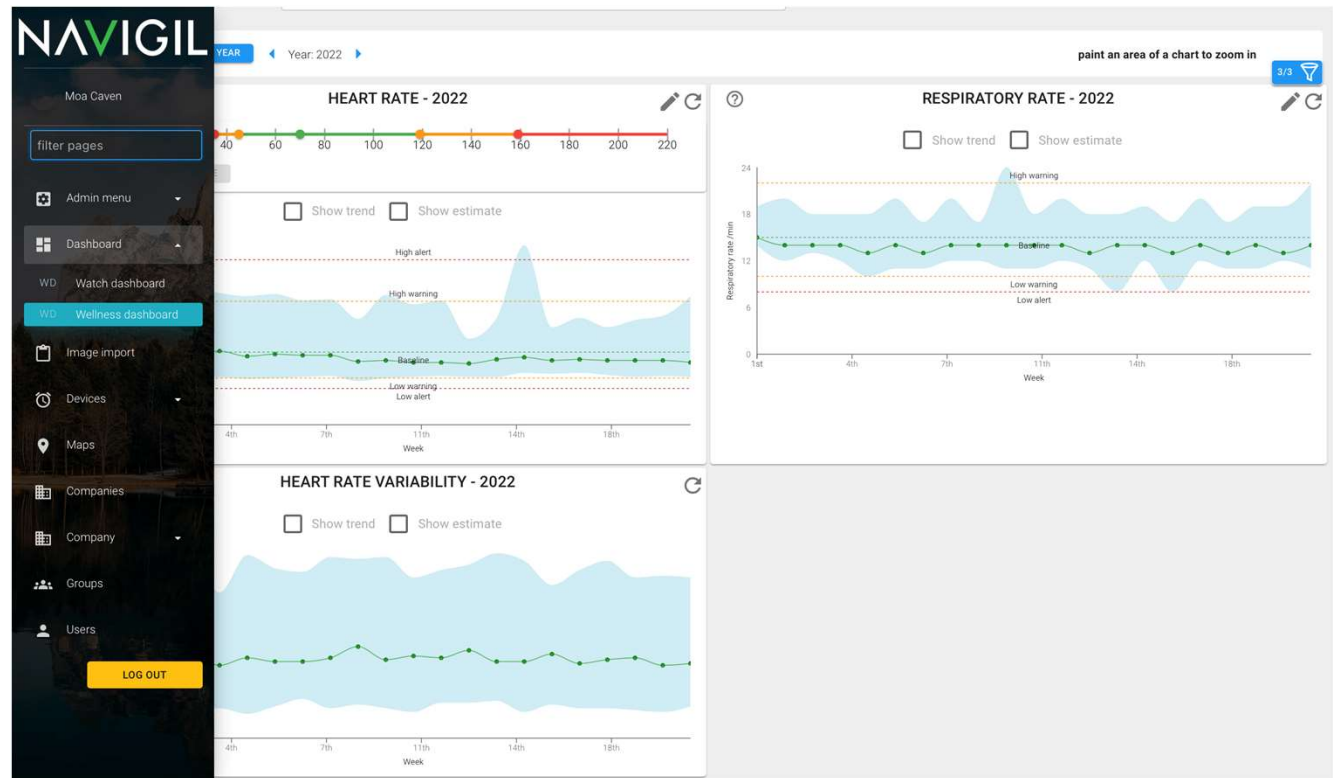 NAVIGIL
Moa Caven
filter pages
Admin menu
Dashboard
WD Watch dashboard
WD Wellness dashboard
Image import
Devices
Maps
Companies
Company
Groups
Users
LOG OUT
YEAR
Year: 2022
paint an area of a chart to zoom in
3/3
HEART RATE - 2022
40 60 80 100 120 140 160 180 200 220
Show trend Show estimate
High alert
High warning
Baseline
Low warning
Low alert
4th 7th 11th 14th 18th
Week
RESPIRATORY RATE - 2022
Show trend Show estimate
Respiratory rate /min
24
18
12
6
0
High warning
Baseline
Low warning
Low alert
1st 4th 7th 11th 14th 18th
Week
HEART RATE VARIABILITY - 2022
Show trend Show estimate
4th 7th 11th 14th 18th
Week